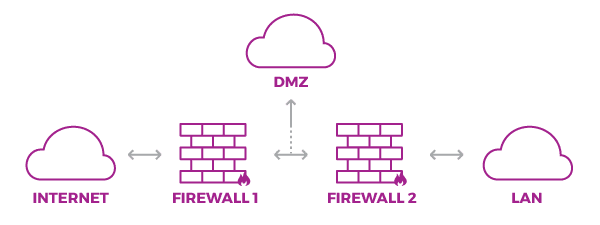 DMZ
INTERNET
FIREWALL 1
FIREWALL 2
LAN